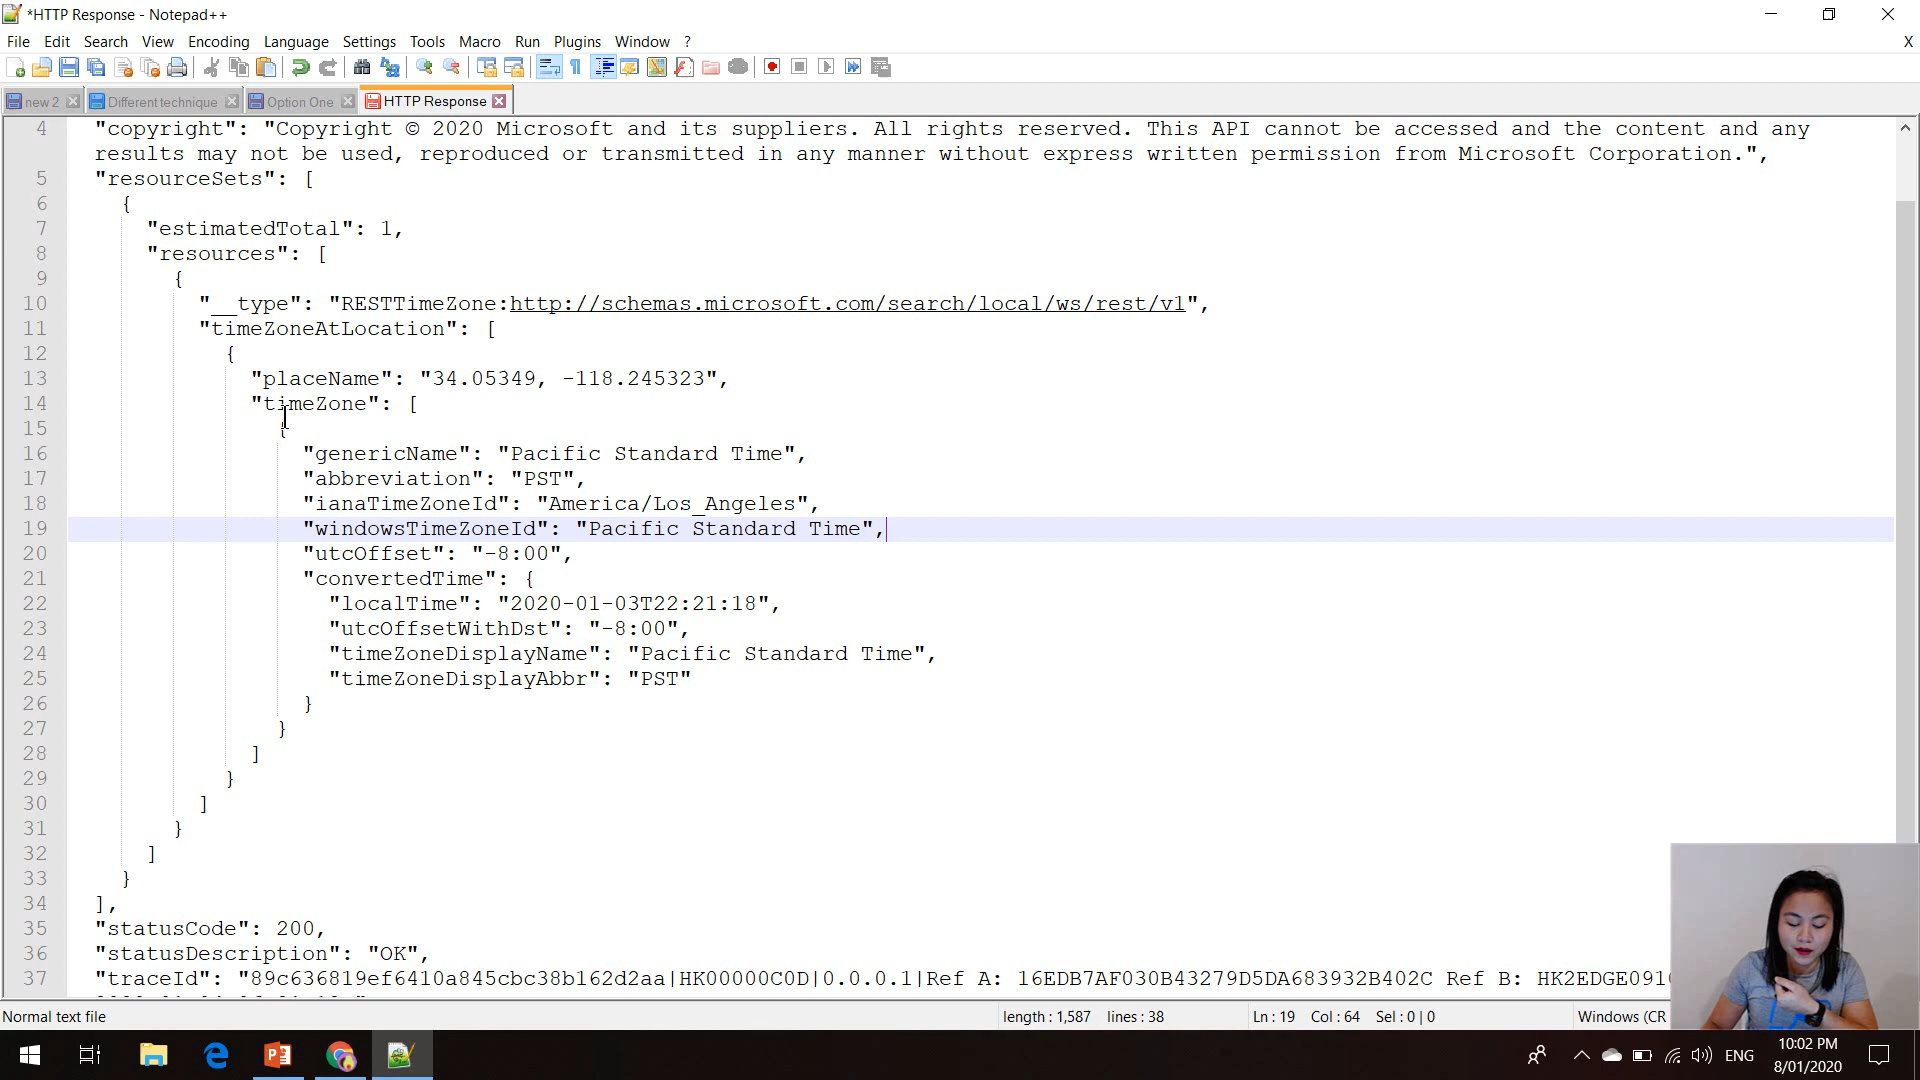 *HTTP Response - Notepad++
File Edit Search View Encoding Language Settings Tools Macro Run Plugins Window ? X
new 2 Different technique Option One HTTP Response
4 "copyright": "Copyright © 2020 Microsoft and its suppliers. All rights reserved. This API cannot be accessed and the content and any
results may not be used, reproduced or transmitted in any manner without express written permission from Microsoft Corporation.",
5 "resourceSets": [
6 {
7 "estimatedTotal": 1,
8 "resources": [
9 {
10 "__type": "RESTTimeZone:http://schemas.microsoft.com/search/local/ws/rest/v1",
11 "timeZoneAtLocation": [
12 {
13 "placeName": "34.05349, -118.245323",
14 "timeZone": [
15 {
16 "genericName": "Pacific Standard Time",
17 "abbreviation": "PST",
18 "ianaTimeZoneId": "America/Los_Angeles",
19 "windowsTimeZoneId": "Pacific Standard Time",
20 "utcOffset": "-8:00",
21 "convertedTime": {
22 "localTime": "2020-01-03T22:21:18",
23 "utcOffsetWithDst": "-8:00",
24 "timeZoneDisplayName": "Pacific Standard Time",
25 "timeZoneDisplayAbbr": "PST"
26 }
27 }
28 ]
29 }
30 ]
31 }
32 ]
33 }
34 ],
35 "statusCode": 200,
36 "statusDescription": "OK",
37 "traceId": "89c636819ef6410a845cbc38b162d2aa|HK00000C0D|0.0.0.1|Ref A: 16EDB7AF030B43279D5DA683932B402C Ref B: HK2EDGE091
Normal text file length : 1,587 lines : 38 Ln : 19 Col : 64 Sel : 0 | 0 Windows (CR
ENG 10:02 PM
8/01/2020